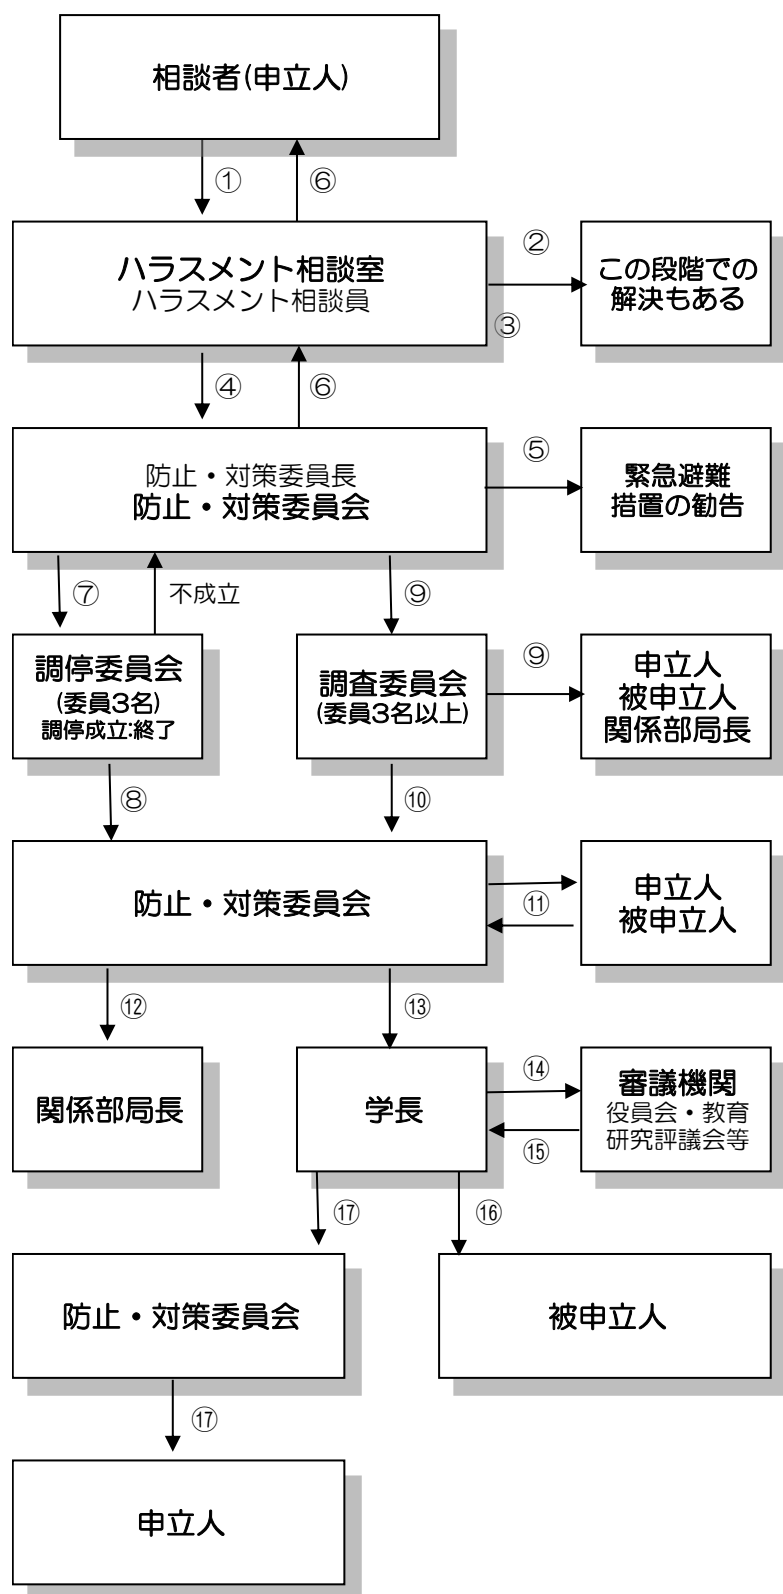 相談者(申立人)
①
⑥
ハラスメント相談室
ハラスメント相談員
②
③
この段階での
解決もある
④
⑥
防止・対策委員長
防止・対策委員会
⑤
緊急避難
措置の勧告
⑦
不成立
⑨
調停委員会
(委員3名)
調停成立:終了
調査委員会
(委員3名以上)
⑨
申立人
被申立人
関係部局長
⑧
⑩
防止・対策委員会
⑪
申立人
被申立人
⑫
⑬
関係部局長
学長
⑭
⑮
審議機関
役員会・教育
研究評議会等
⑰
⑯
防止・対策委員会
被申立人
⑰
申立人